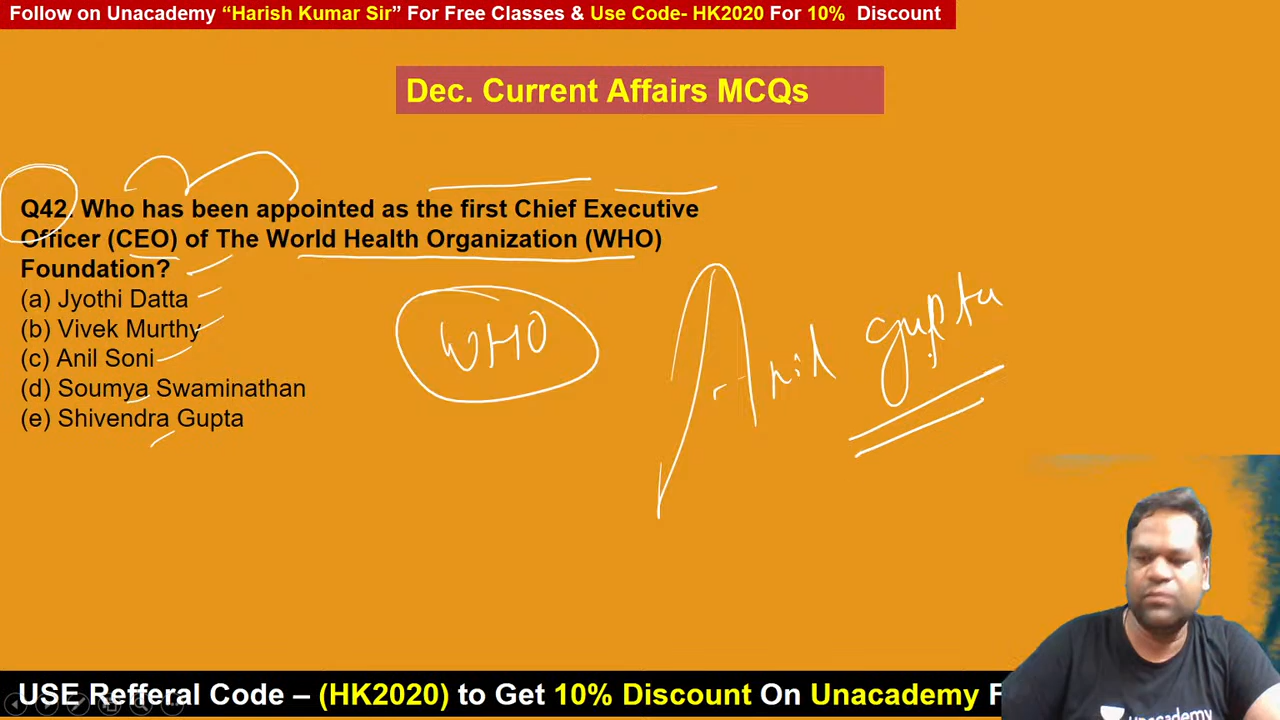 Follow on Unacademy “Harish Kumar Sir” For Free Classes & Use Code- HK2020 For 10% Discount
Dec. Current Affairs MCQs
Q42. Who has been appointed as the first Chief Executive
Officer (CEO) of The World Health Organization (WHO)
Foundation?
(a) Jyothi Datta
(b) Vivek Murthy
(c) Anil Soni
(d) Soumya Swaminathan
(e) Shivendra Gupta
WHO
Anil gupta
USE Refferal Code – (HK2020) to Get 10% Discount On Unacademy F
unacademy